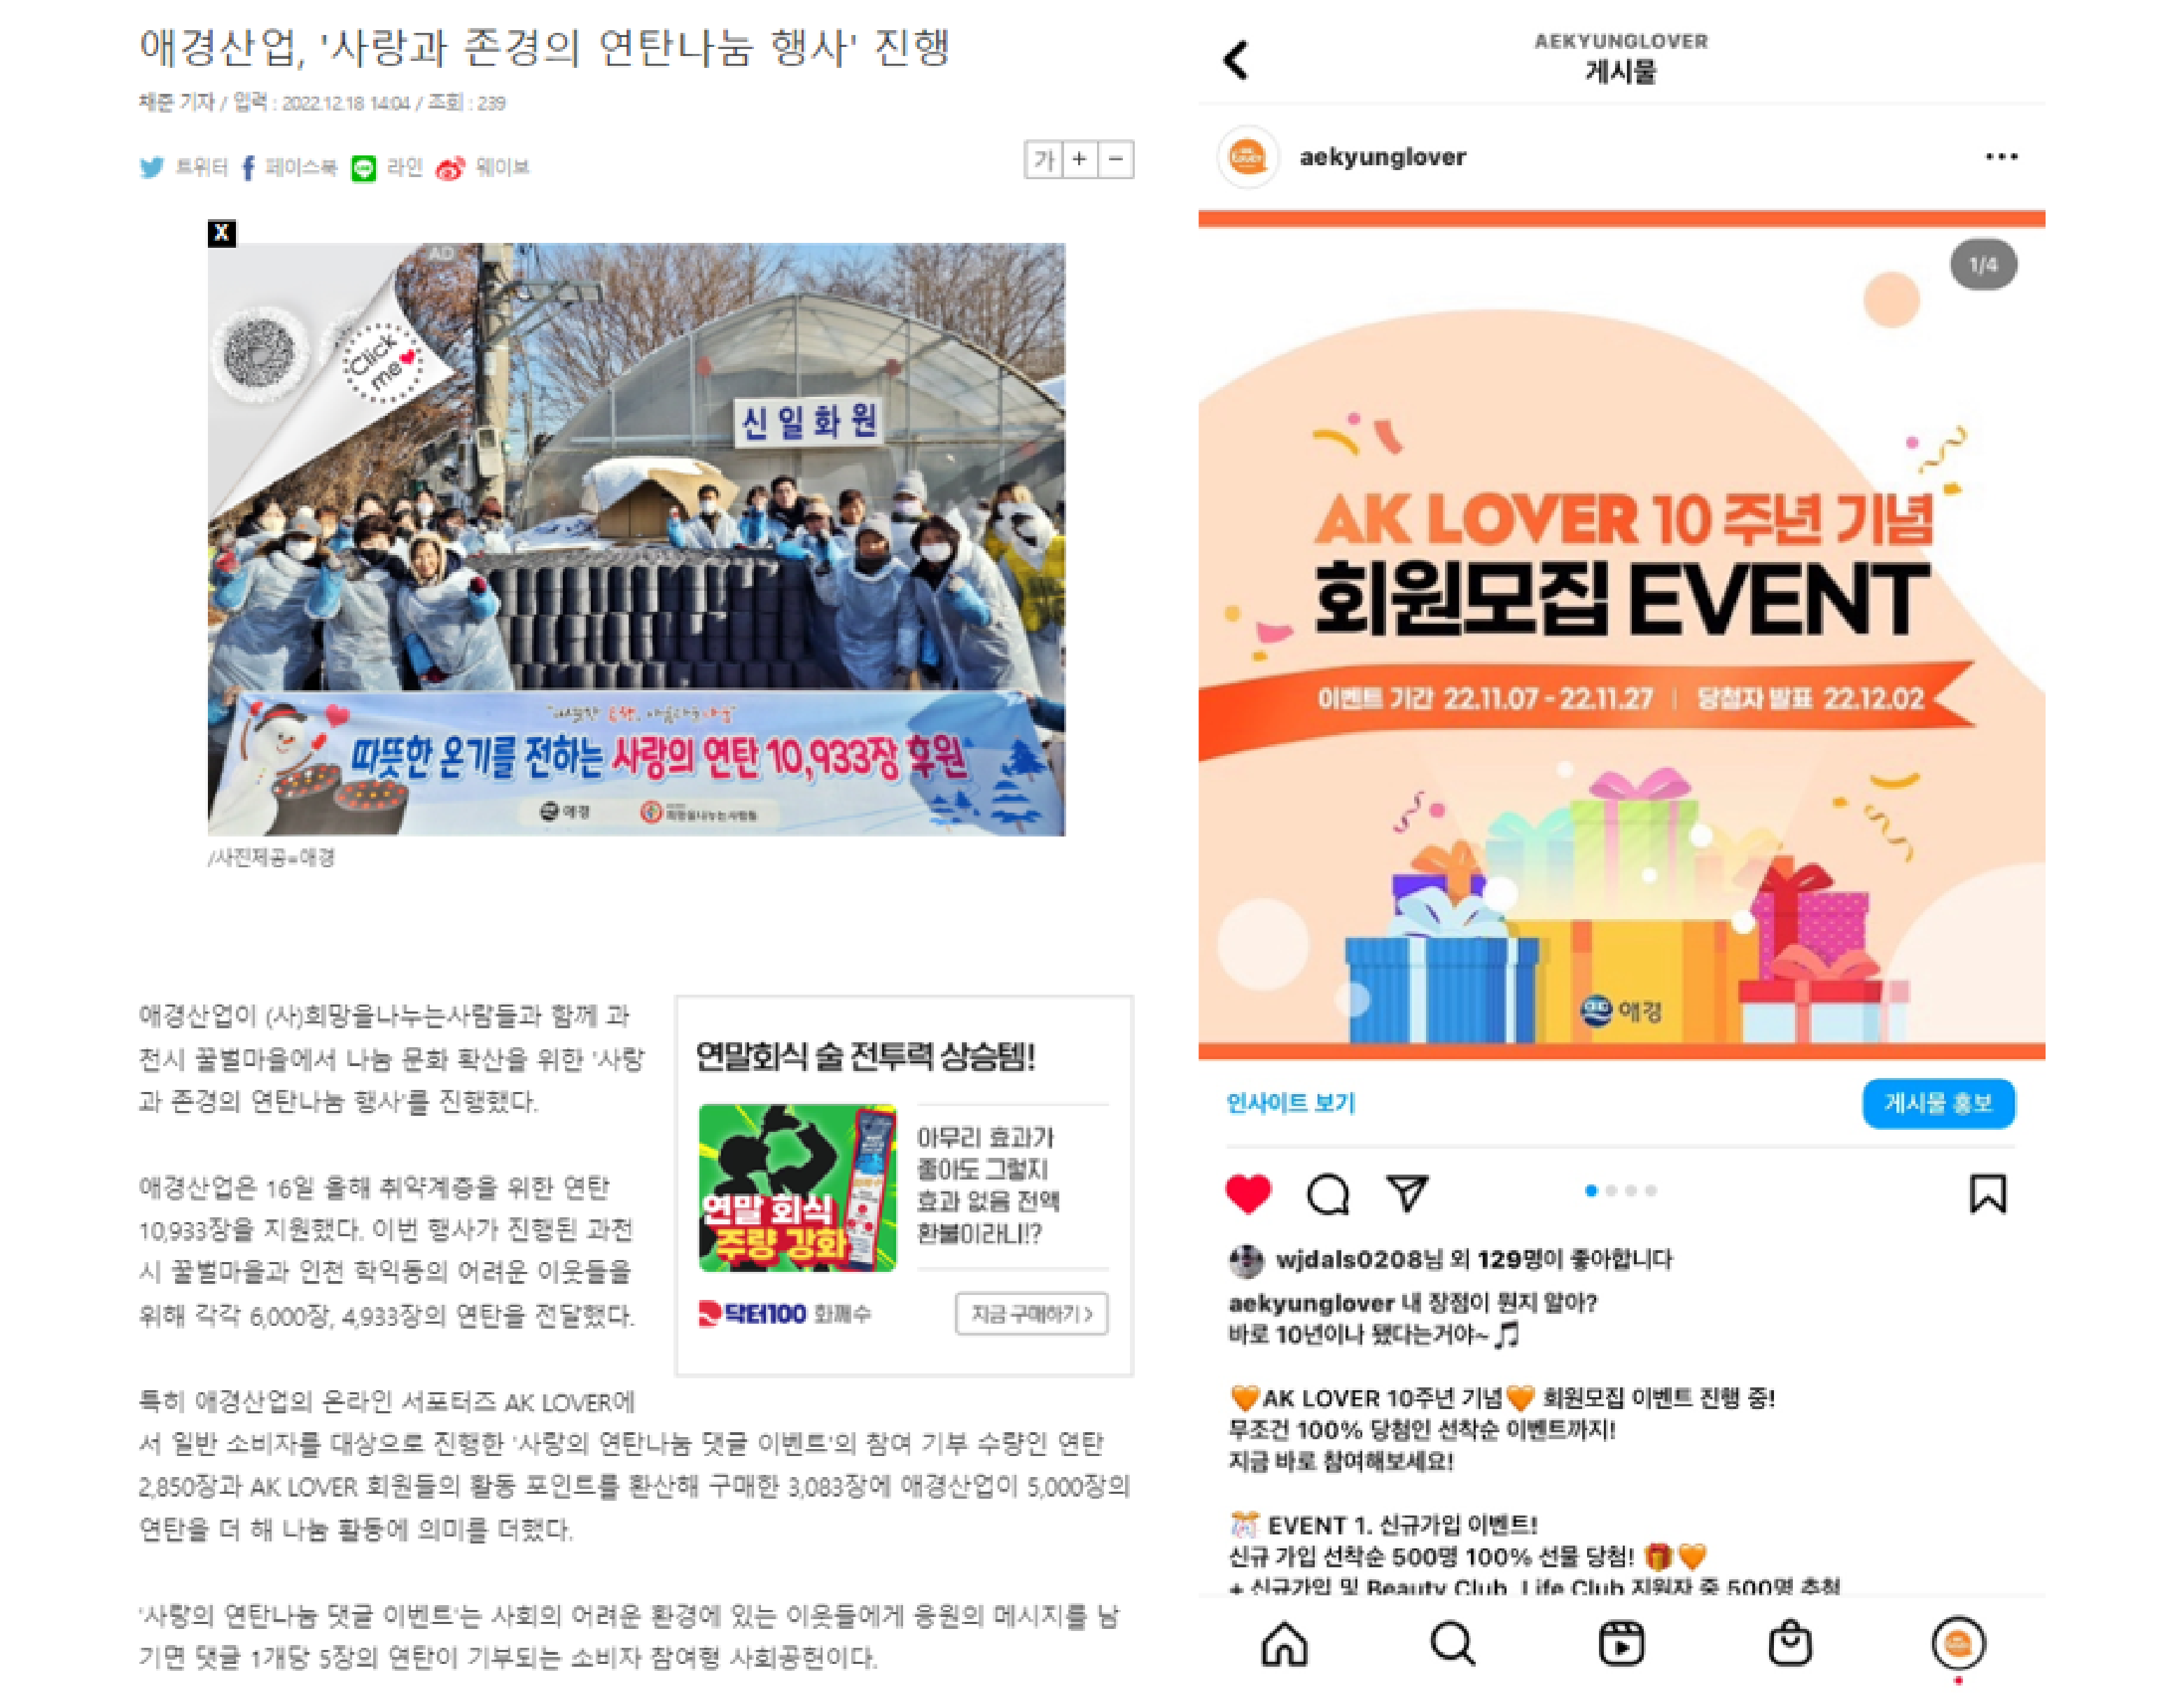 애경산업, '사랑과 존경의 연탄나눔 행사' 진행
채준 기자 / 입력 : 2022.12.18 14:04 / 조회 : 239
트위터 페이스북 라인 웨이보
가 + −
X
AD
Click
me
신일화원
따뜻한 온기를 전하는 사랑의 연탄 10,933장 후원
애경 희망을나누는사람들
/사진제공=애경
애경산업이 (사)희망을나누는사람들과 함께 과
천시 꿀벌마을에서 나눔 문화 확산을 위한 '사랑
과 존경의 연탄나눔 행사'를 진행했다.
애경산업은 16일 올해 취약계층을 위한 연탄
10,933장을 지원했다. 이번 행사가 진행된 과천
시 꿀벌마을과 인천 학익동의 어려운 이웃들을
위해 각각 6,000장, 4,933장의 연탄을 전달했다.
연말회식 술 전투력 상승템!
연말 회식
주량 강화
아무리 효과가
좋아도 그렇지
효과 없음 전액
환불이라니!?
닥터100 화깨수
지금 구매하기 >
특히 애경산업의 온라인 서포터즈 AK LOVER에
서 일반 소비자를 대상으로 진행한 '사랑의 연탄나눔 댓글 이벤트'의 참여 기부 수량인 연탄
2,850장과 AK LOVER 회원들의 활동 포인트를 환산해 구매한 3,083장에 애경산업이 5,000장의
연탄을 더 해 나눔 활동에 의미를 더했다.
'사랑의 연탄나눔 댓글 이벤트'는 사회의 어려운 환경에 있는 이웃들에게 응원의 메시지를 남
기면 댓글 1개당 5장의 연탄이 기부되는 소비자 참여형 사회공헌이다.
AEKYUNGLOVER
게시물
aekyunglover
1/4
AK LOVER 10 주년 기념
회원모집 EVENT
이벤트 기간 22.11.07 - 22.11.27 | 당첨자 발표 22.12.02
애경
인사이트 보기
게시물 홍보
wjdals0208님 외 129명이 좋아합니다
aekyunglover 내 장점이 뭔지 알아?
바로 10년이나 됐다는거야~🎵
🧡AK LOVER 10주년 기념🧡 회원모집 이벤트 진행 중!
무조건 100% 당첨인 선착순 이벤트까지!
지금 바로 참여해보세요!
🎊 EVENT 1. 신규가입 이벤트!
신규 가입 선착순 500명 100% 선물 당첨! 🎁🧡
+ 신규가입 및 Beauty Club, Life Club 지원자 중 500명 추첨